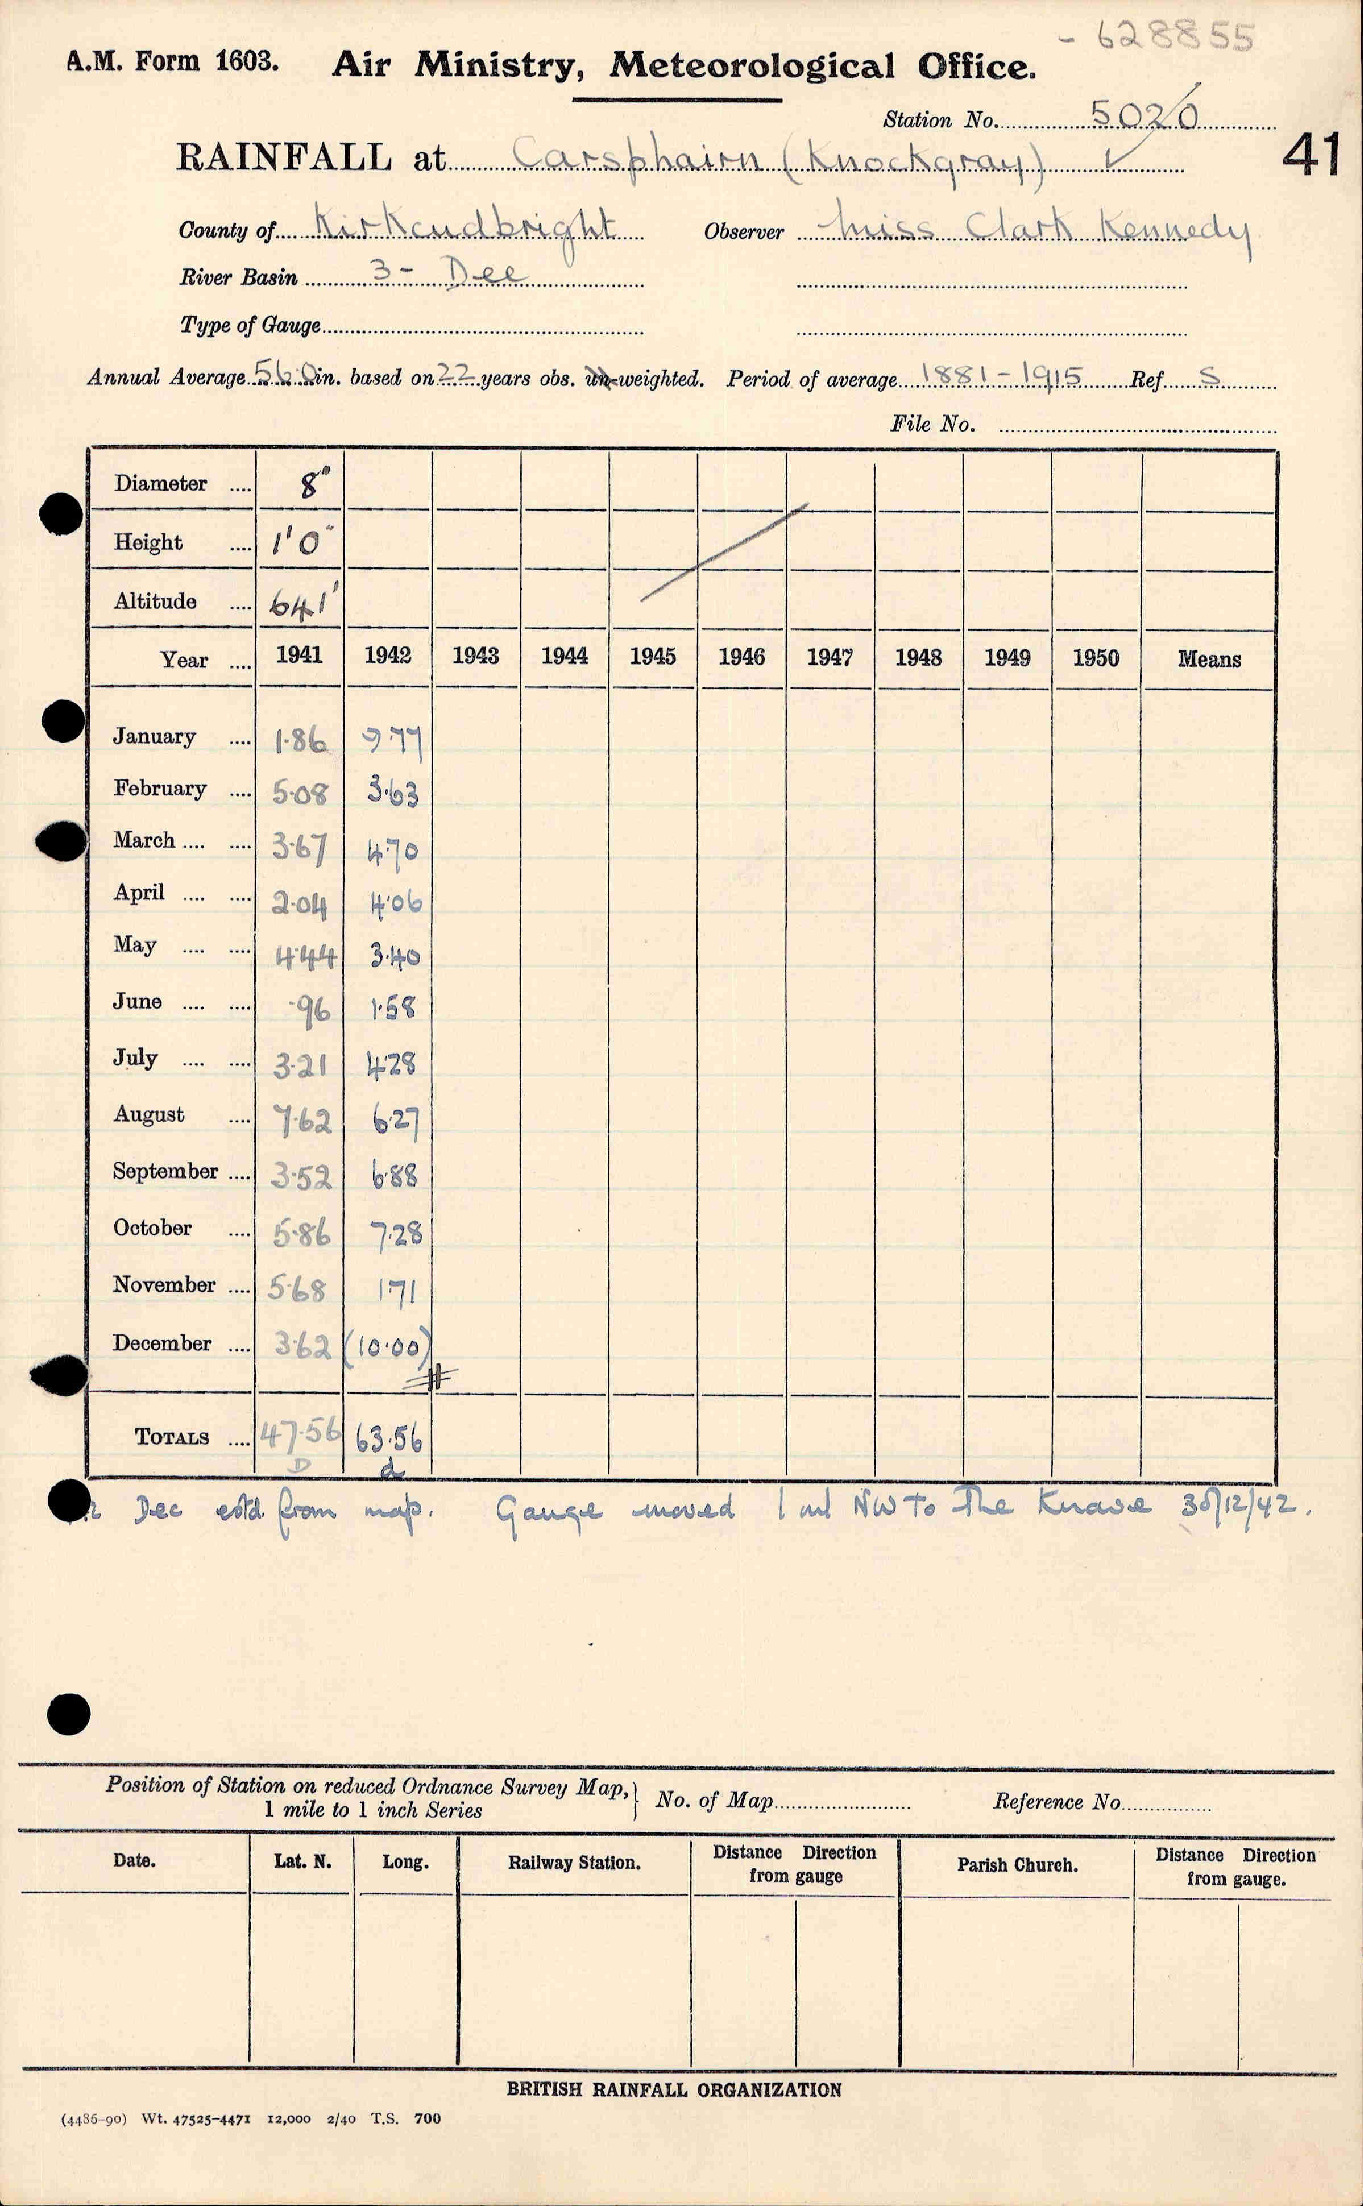 - 628855
A.M. Form 1603. Air Ministry, Meteorological Office.
Station No. 5020
RAINFALL at Carsphairn (Knockgray) ✓ 41
County of Kirkcudbright Observer Miss Clark Kennedy
River Basin 3- Dee
Type of Gauge
Annual Average 56.0 in. based on 22 years obs. un-weighted. Period of average 1881-1915 Ref S
File No.
Diameter .... 8"
Height .... 1'0"
Altitude .... 641'
Year .... 1941 1942 1943 1944 1945 1946 1947 1948 1949 1950 Means
January .... 1.86 9.77
February .... 5.08 3.63
March .... .... 3.67 4.70
April .... .... 2.04 4.06
May .... .... 4.44 3.40
June .... .... .96 1.58
July .... .... 3.21 4.28
August .... 7.62 6.27
September .... 3.52 6.88
October .... 5.86 7.28
November .... 5.68 1.71
December .... 3.62 (10.00)
TOTALS .... 47.56 63.56
D d
Dec estd from map. Gauge moved 1 ml NW to The Knave /12/42.
Position of Station on reduced Ordnance Survey Map,} No. of Map Reference No.
1 mile to 1 inch Series
Date. Lat. N. Long. Railway Station. Distance Direction from gauge Parish Church. Distance Direction from gauge.
BRITISH RAINFALL ORGANIZATION
(4486-90) Wt. 47525-4471 12,000 2/40 T.S. 700